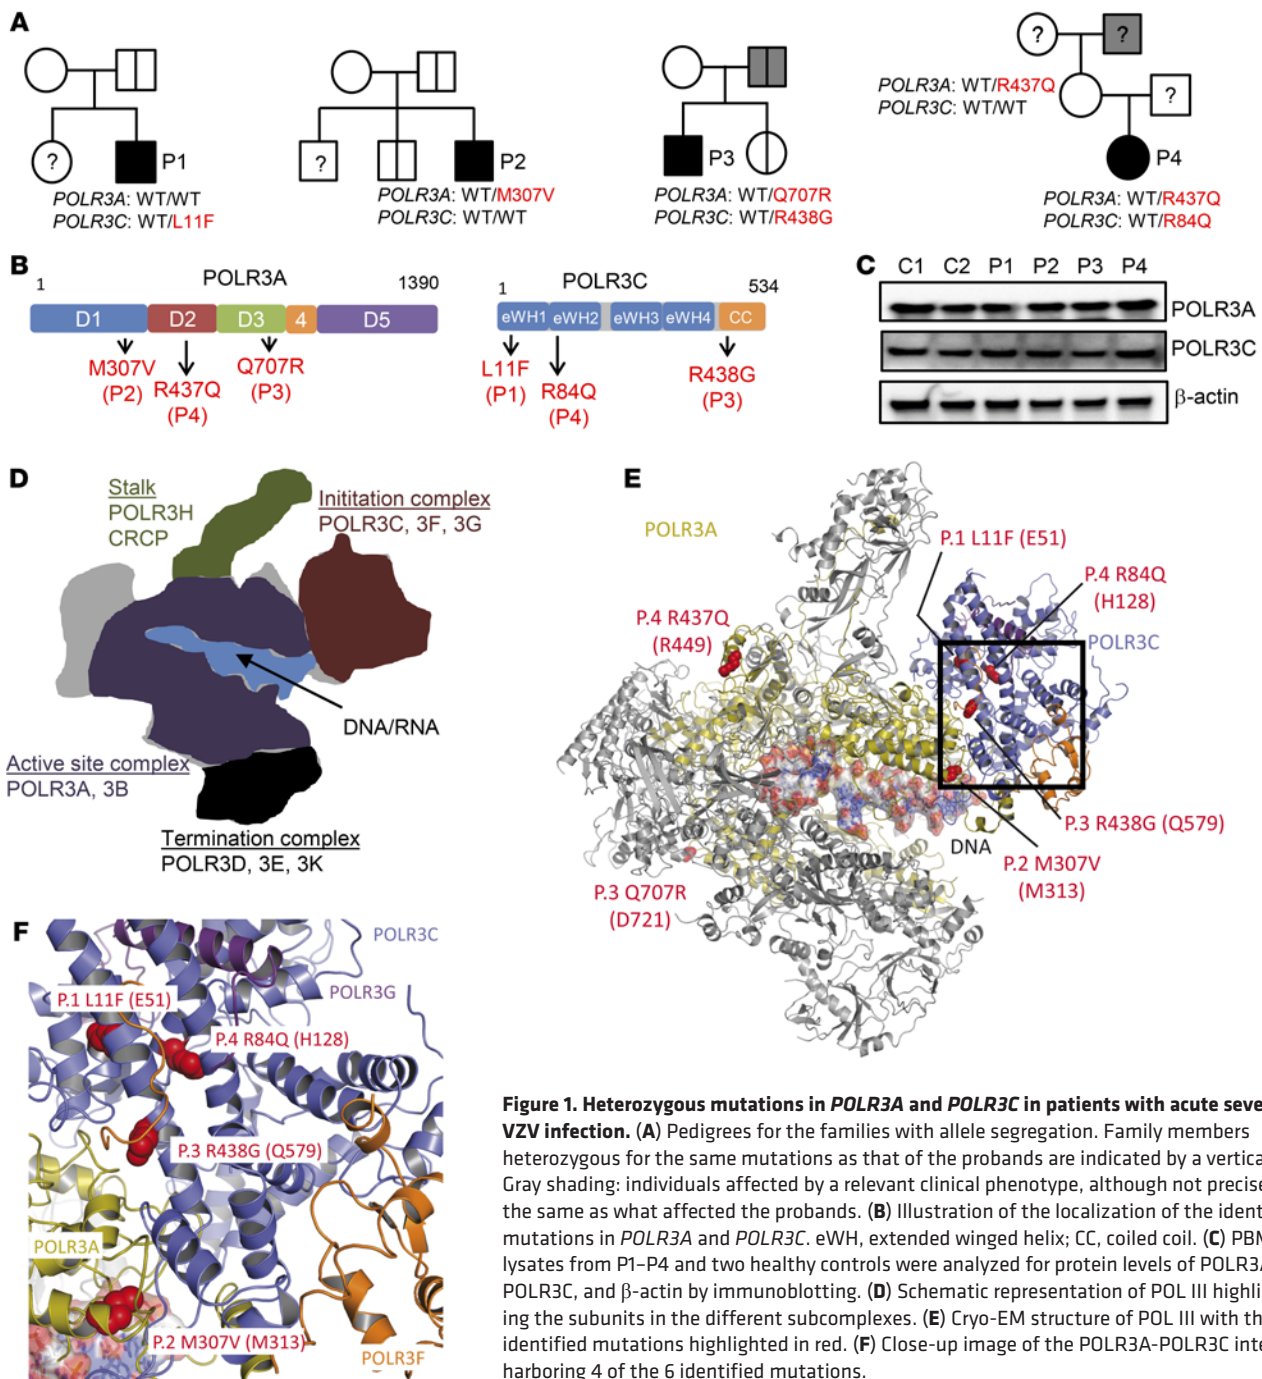 A
P1
?
POLR3A: WT/WT
POLR3C: WT/L11F
?
P2
POLR3A: WT/M307V
POLR3C: WT/WT
P3
POLR3A: WT/Q707R
POLR3C: WT/R438G
?
?
POLR3A: WT/R437Q
POLR3C: WT/WT
?
P4
POLR3A: WT/R437Q
POLR3C: WT/R84Q
B
1 POLR3A 1390
D1 D2 D3 4 D5
M307V (P2)
R437Q (P4)
Q707R (P3)
1 POLR3C 534
eWH1 eWH2 eWH3 eWH4 CC
L11F (P1)
R84Q (P4)
R438G (P3)
C
C1 C2 P1 P2 P3 P4
POLR3A
POLR3C
β-actin
D
Stalk
POLR3H
CRCP
Inititation complex
POLR3C, 3F, 3G
DNA/RNA
Active site complex
POLR3A, 3B
Termination complex
POLR3D, 3E, 3K
E
POLR3A
P.1 L11F (E51)
P.4 R84Q
(H128)
P.4 R437Q
(R449)
POLR3C
P.3 R438G (Q579)
DNA
P.2 M307V
(M313)
P.3 Q707R
(D721)
F
POLR3C
P.1 L11F (E51)
POLR3G
P.4 R84Q (H128)
P.3 R438G (Q579)
POLR3A
P.2 M307V (M313)
POLR3F
Figure 1. Heterozygous mutations in POLR3A and POLR3C in patients with acute seve
VZV infection. (A) Pedigrees for the families with allele segregation. Family members
heterozygous for the same mutations as that of the probands are indicated by a vertica
Gray shading: individuals affected by a relevant clinical phenotype, although not precise
the same as what affected the probands. (B) Illustration of the localization of the ident
mutations in POLR3A and POLR3C. eWH, extended winged helix; CC, coiled coil. (C) PBM
lysates from P1–P4 and two healthy controls were analyzed for protein levels of POLR3A
POLR3C, and β-actin by immunoblotting. (D) Schematic representation of POL III highli
ing the subunits in the different subcomplexes. (E) Cryo-EM structure of POL III with th
identified mutations highlighted in red. (F) Close-up image of the POLR3A-POLR3C inte
harboring 4 of the 6 identified mutations.